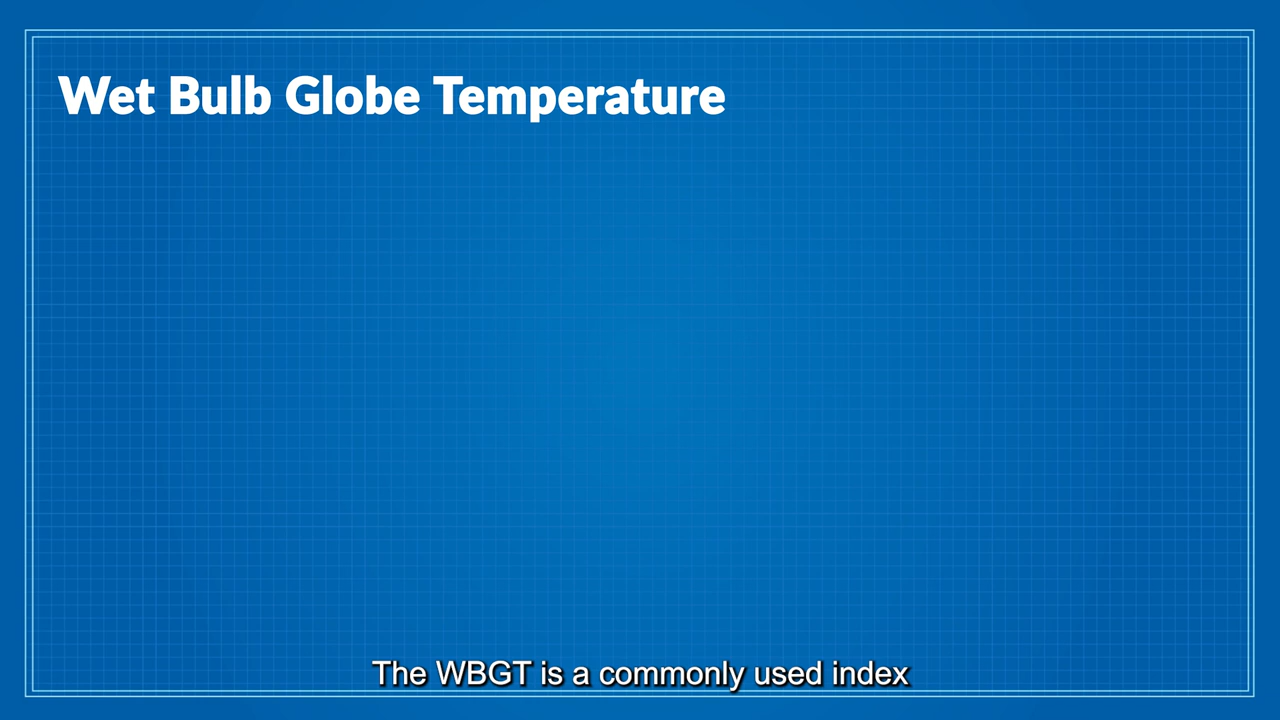 Wet Bulb Globe Temperature
The WBGT is a commonly used index